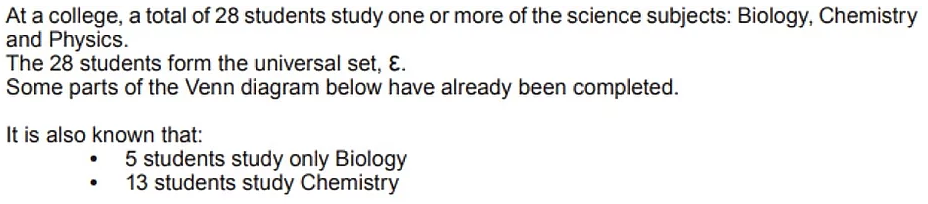 At a college, a total of 28 students study one or more of the science subjects: Biology, Chemistry
and Physics.
The 28 students form the universal set, Ɛ.
Some parts of the Venn diagram below have already been completed.
It is also known that:
• 5 students study only Biology
• 13 students study Chemistry